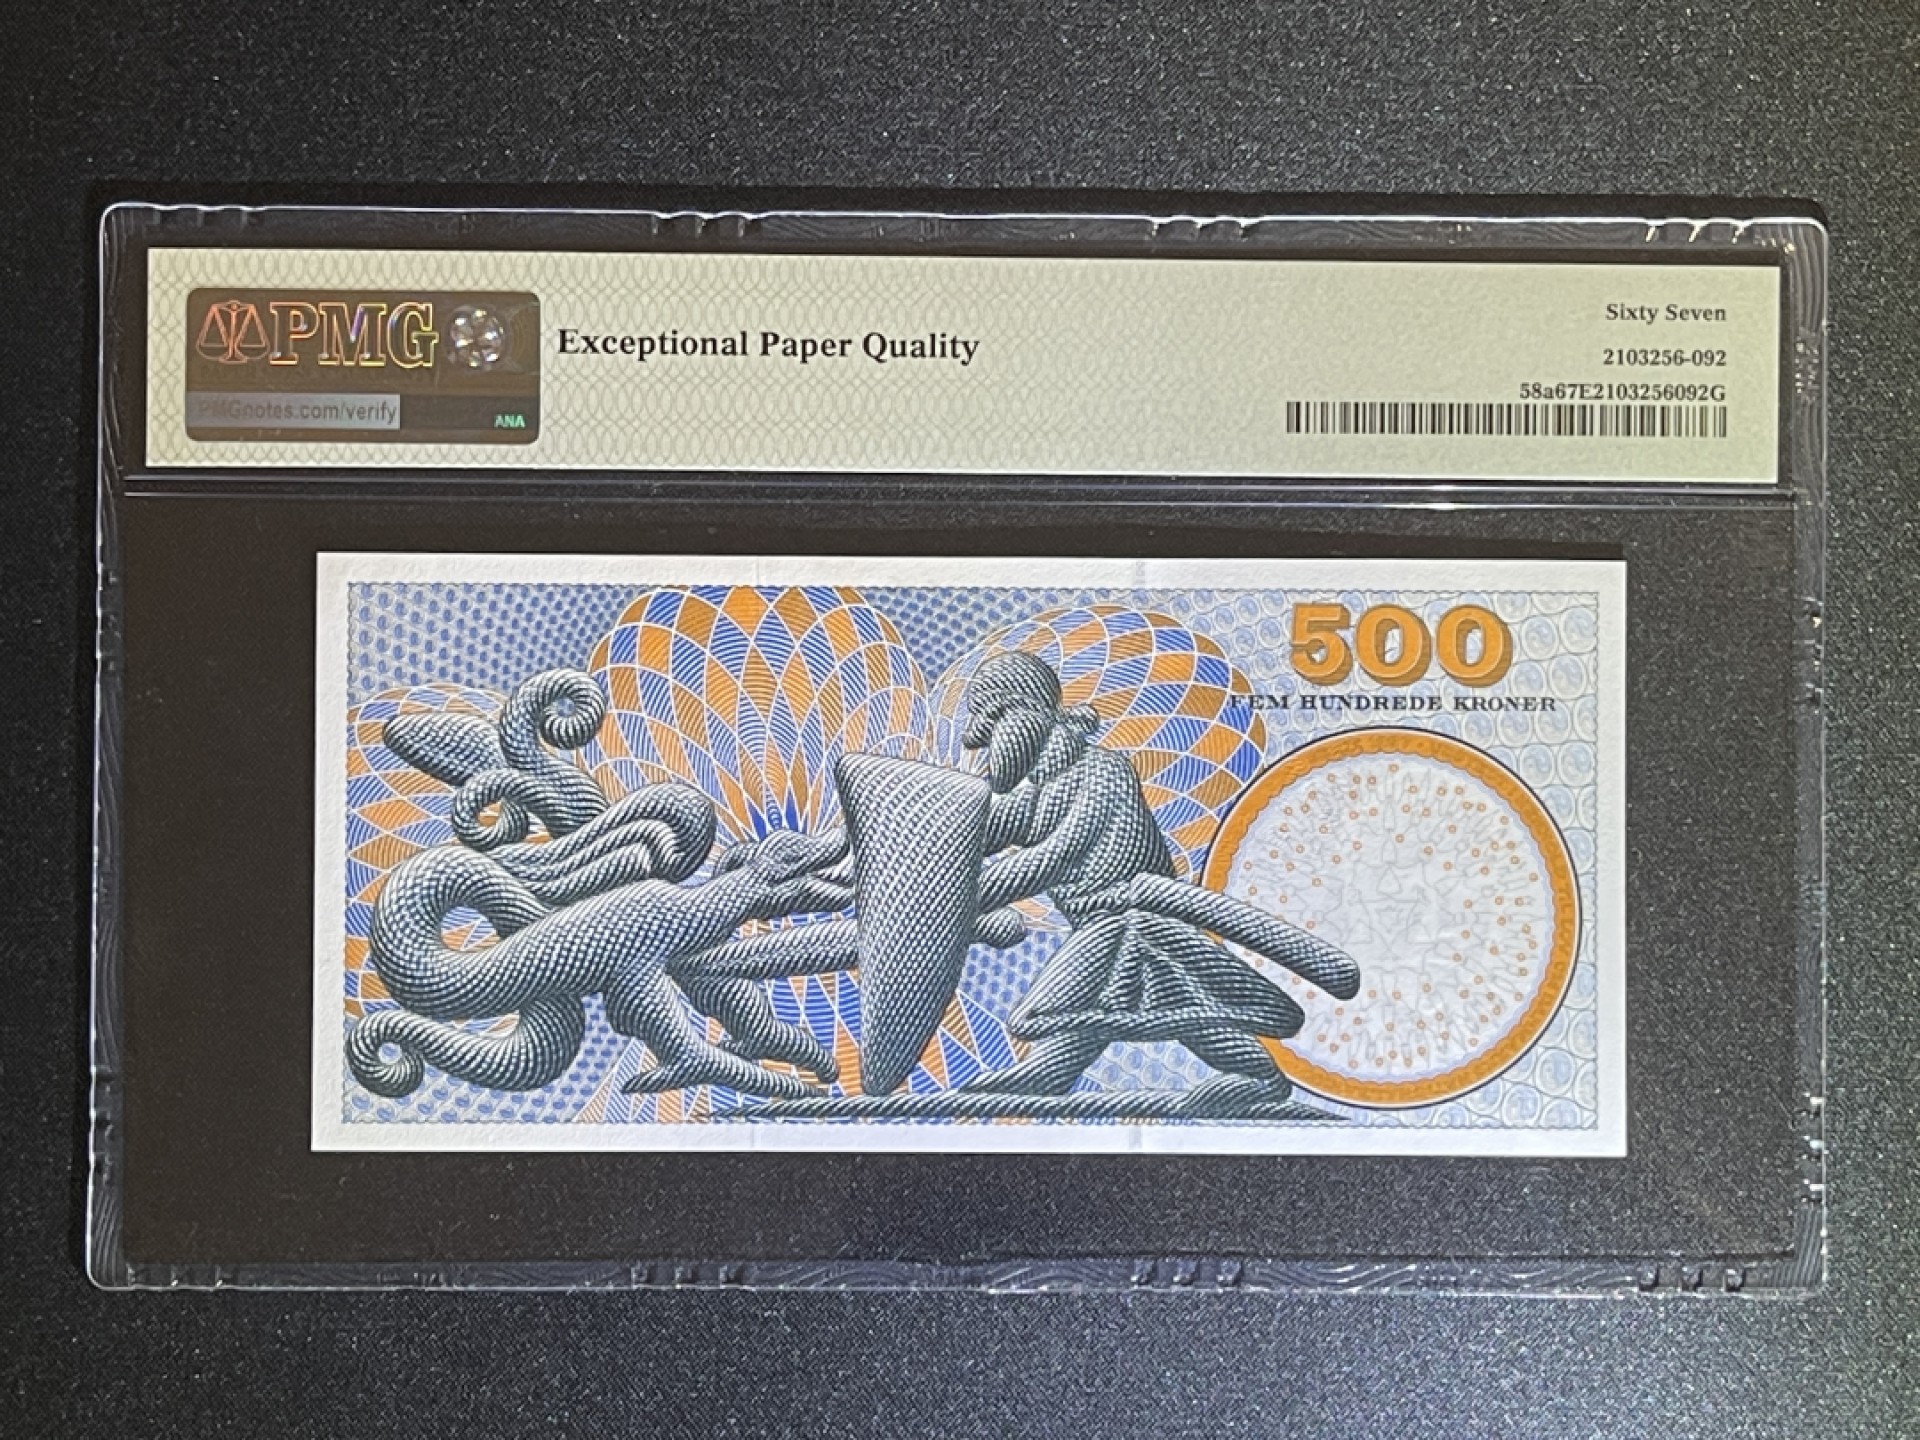 PMG
PMGnotes.com/verify
ANA
Exceptional Paper Quality
Sixty Seven
2103256-092
58a67E2103256092G
500
FEM HUNDREDE KRONER